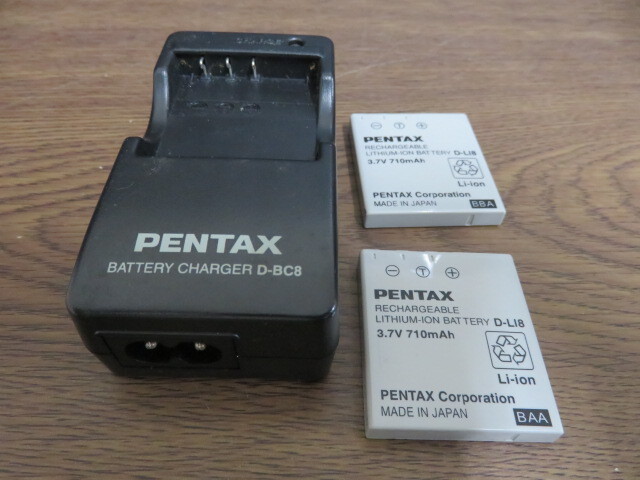 PENTAX
BATTERY CHARGER D-BC8
PENTAX
RECHARGEABLE
LITHIUM-ION BATTERY D-LI8
3.7V 710mAh
Li-ion
PENTAX Corporation
MADE IN JAPAN
BBA
T
PENTAX
RECHARGEABLE
LITHIUM-ION BATTERY D-LI8
3.7V 710mAh
Li-ion
PENTAX Corporation
MADE IN JAPAN
BAA